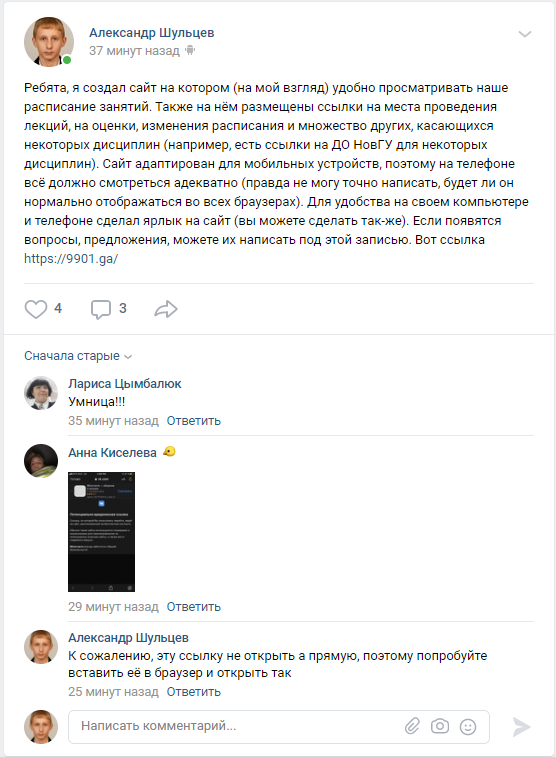 Александр Шульцев
37 минут назад
Ребята, я создал сайт на котором (на мой взгляд) удобно просматривать наше
расписание занятий. Также на нём размещены ссылки на места проведения
лекций, на оценки, изменения расписания и множество других, касающихся
некоторых дисциплин (например, есть ссылки на ДО НовГУ для некоторых
дисциплин). Сайт адаптирован для мобильных устройств, поэтому на телефоне
всё должно смотреться адекватно (правда не могу точно написать, будет ли он
нормально отображаться во всех браузерах). Для удобства на своем компьютере
и телефоне сделал ярлык на сайт (вы можете сделать так-же). Если появятся
вопросы, предложения, можете их написать под этой записью. Вот ссылка
https://9901.ga/
4 3
Сначала старые
Лариса Цымбалюк
Умница!!!
35 минут назад Ответить
Анна Киселева
29 минут назад Ответить
Александр Шульцев
К сожалению, эту ссылку не открыть а прямую, поэтому попробуйте
вставить её в браузер и открыть так
25 минут назад Ответить
Написать комментарий...